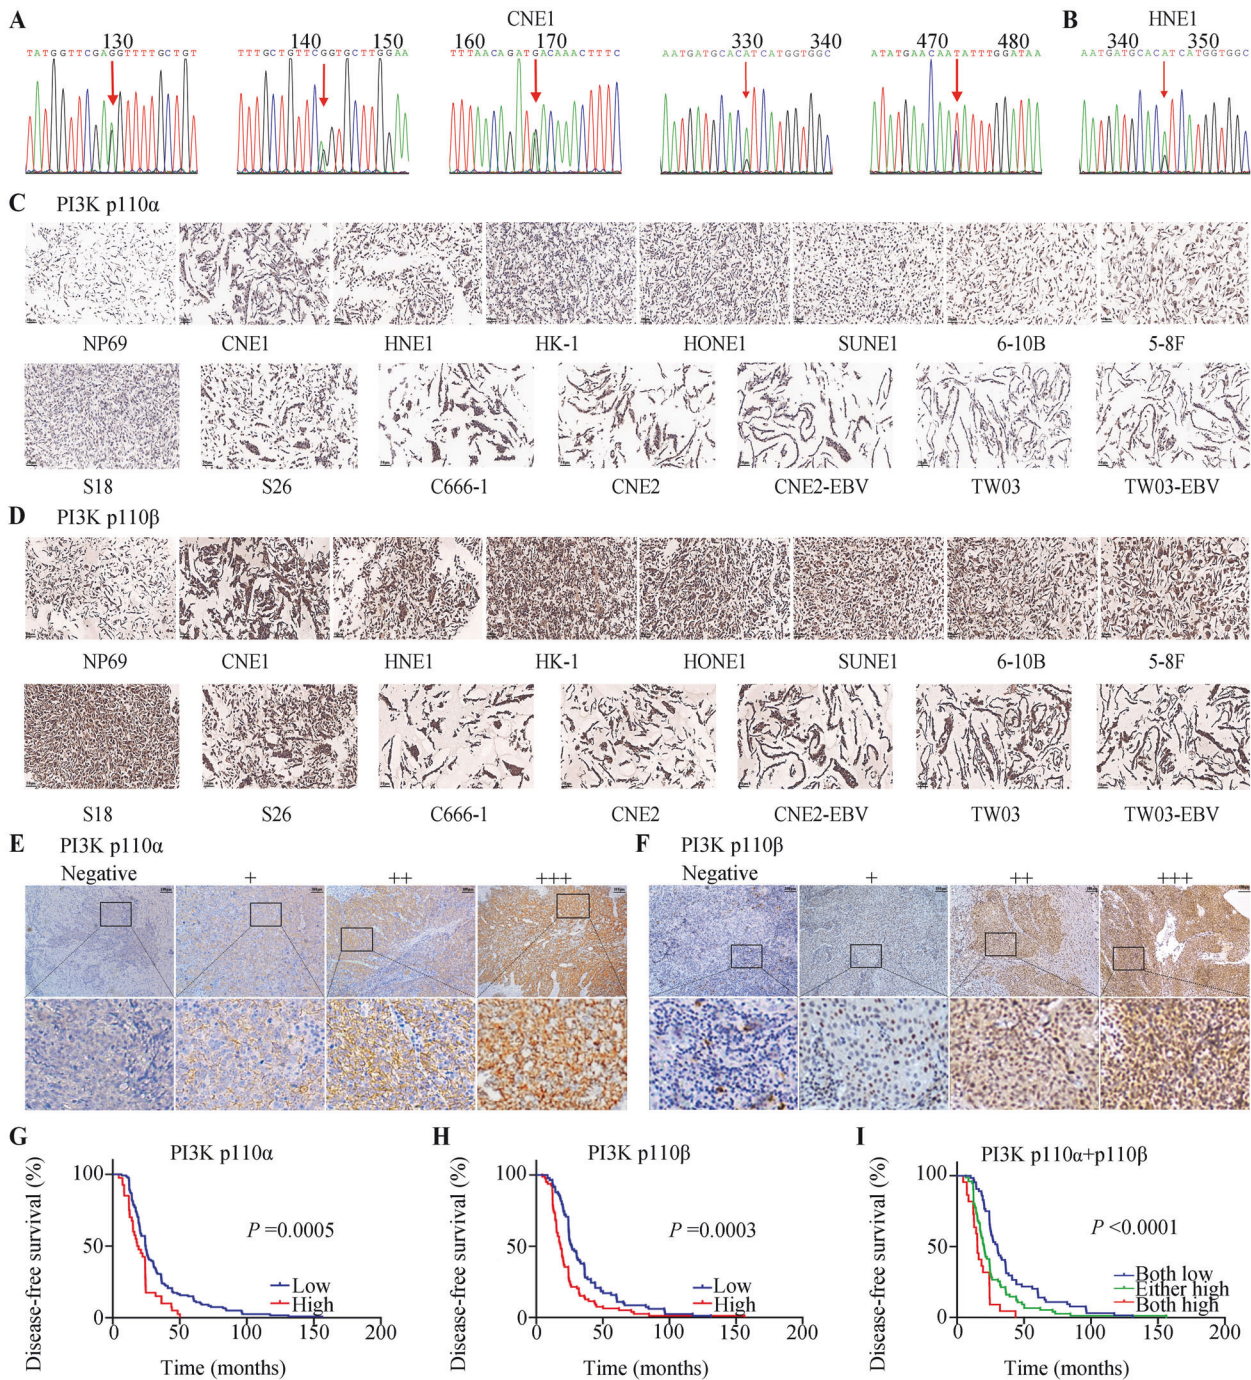 A
CNE1
B
HNE1
130
142
150
160
170
330
340
470
480
340
350
TATGGTTCGAGGTTTTGCTGT
TTTGCTGTTCGGTGCTTGGAA
TTTAACAGATGACAAACTTTC
AATGATGCACATCATGGTGGC
ATATGAACAATATTTGGATAA
AATGATGCACATCATGGTGGC
C
PI3K p110α
NP69
CNE1
HNE1
HK-1
HONE1
SUNE1
6-10B
5-8F
S18
S26
C666-1
CNE2
CNE2-EBV
TW03
TW03-EBV
D
PI3K p110β
NP69
CNE1
HNE1
HK-1
HONE1
SUNE1
6-10B
5-8F
S18
S26
C666-1
CNE2
CNE2-EBV
TW03
TW03-EBV
E
PI3K p110α
Negative
+
++
+++
F
PI3K p110β
Negative
+
++
+++
G
PI3K p110α
Disease-free survival (%)
100
50
0
P =0.0005
Low
High
0
50
100
150
200
Time (months)
H
PI3K p110β
Disease-free survival (%)
100
50
0
P =0.0003
Low
High
0
50
100
150
200
Time (months)
I
PI3K p110α+p110β
Disease-free survival (%)
100
50
0
P <0.0001
Both low
Either high
Both high
0
50
100
150
200
Time (months)